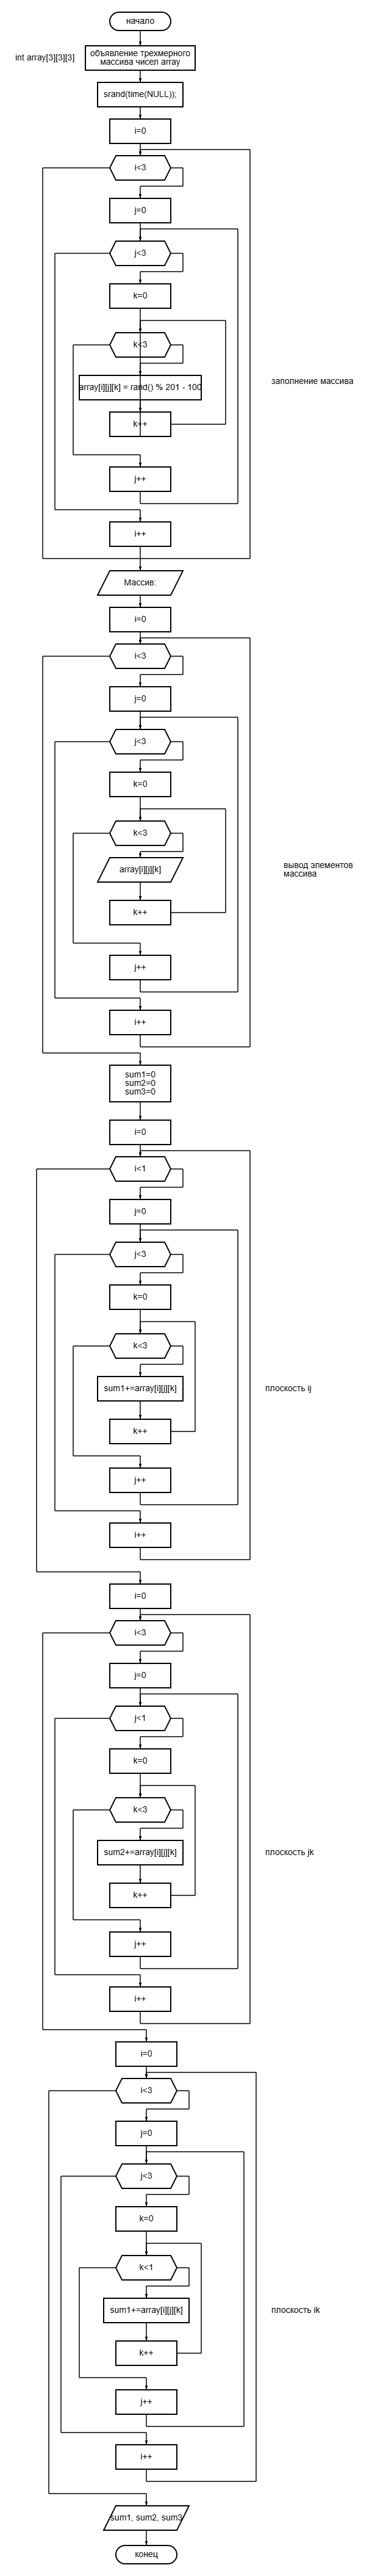 начало
int array[3][3][3]
объявление трехмерного
массива чисел array
srand(time(NULL));
i=0
i<3
j=0
j<3
k=0
k<3
array[i][j][k] = rand() % 201 - 100
заполнение массива
k++
j++
i++
Массив:
i=0
i<3
j=0
j<3
k=0
k<3
array[i][j][k]
вывод элементов
массива
k++
j++
i++
sum1=0
sum2=0
sum3=0
i=0
i<1
j=0
j<3
k=0
k<3
sum1+=array[i][j][k]
плоскость ij
k++
j++
i++
i=0
i<3
j=0
j<1
k=0
k<3
sum2+=array[i][j][k]
плоскость jk
k++
j++
i++
i=0
i<3
j=0
j<3
k=0
k<1
sum1+=array[i][j][k]
плоскость ik
k++
j++
i++
sum1, sum2, sum3
конец